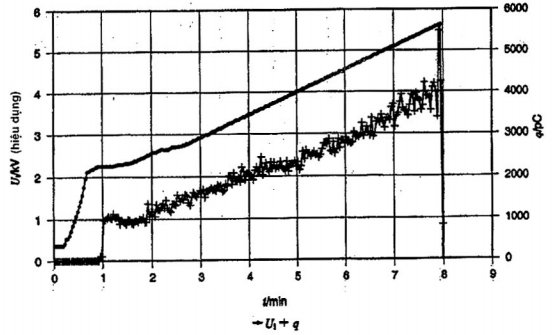 6
5
4
3
2
1
0
U/kV (hiệu dụng)
6000
5000
4000
3000
2000
1000
0
q/pC
0 1 2 3 4 5 6 7 8 9
t/min
U₁ + q